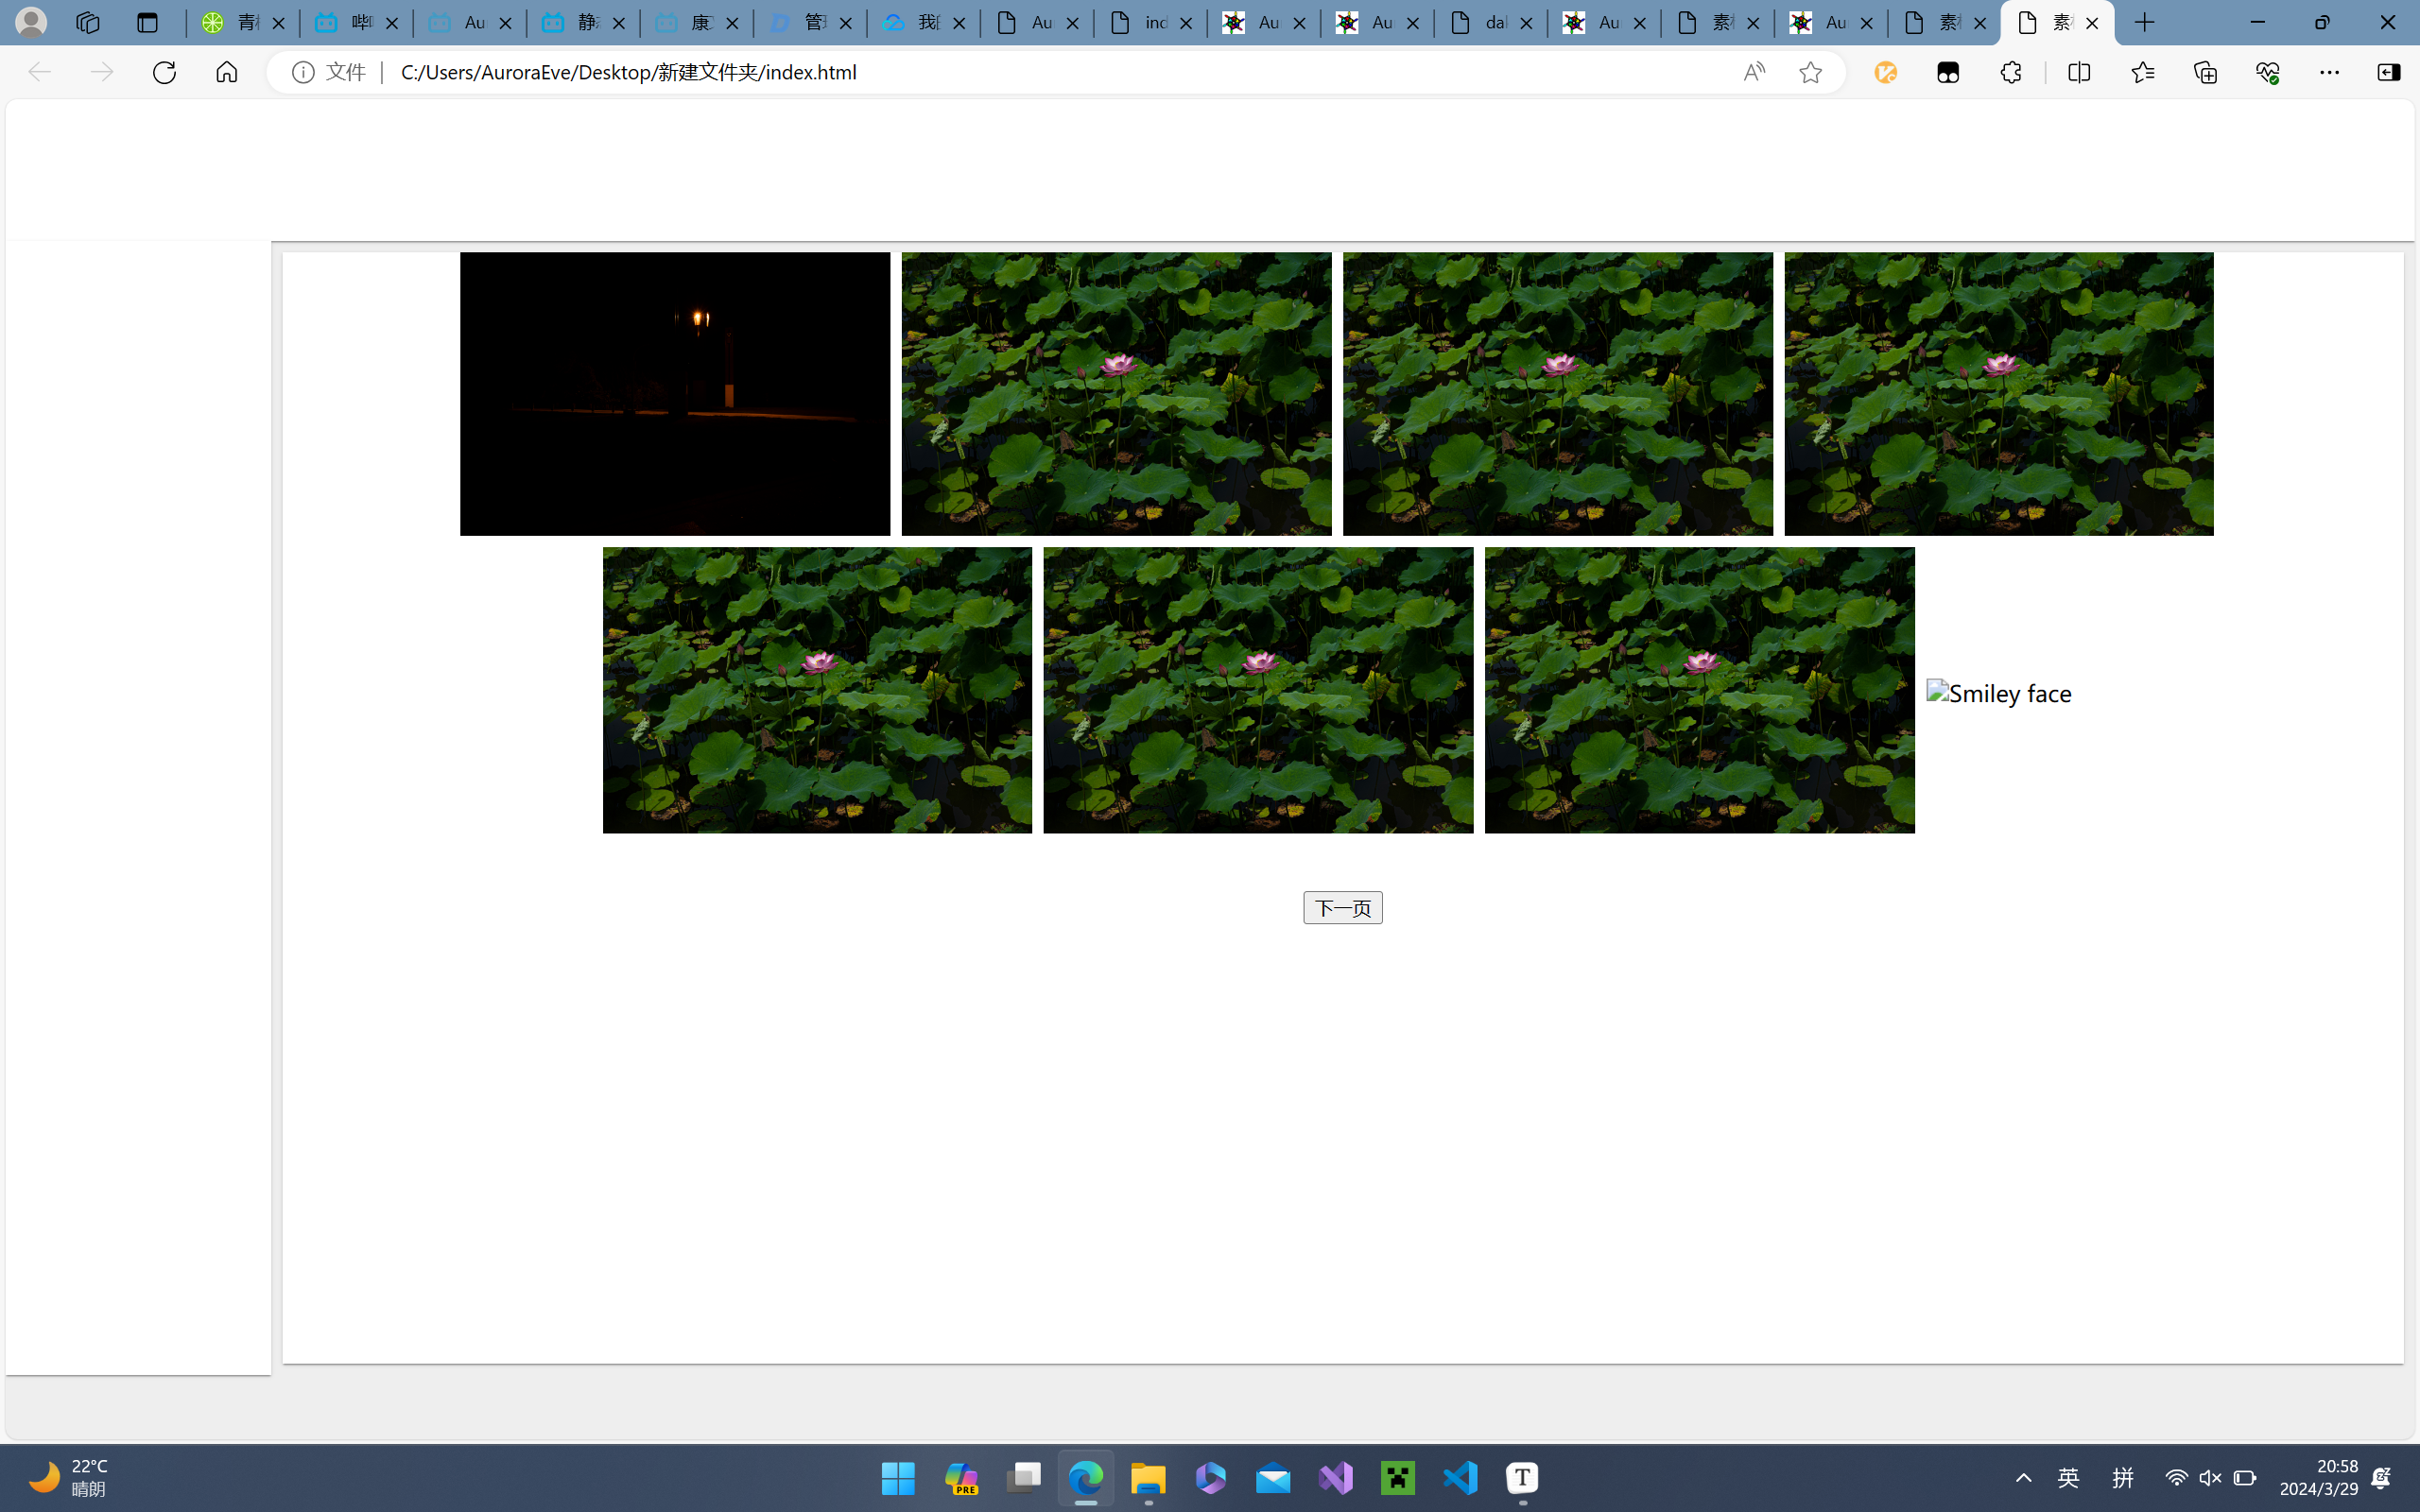 青 哔 Au 静 康 管 我 Au ind Au Au dal Au 素 Au 素 素
文件 C:/Users/AuroraEve/Desktop/新建文件夹/index.html
Smiley face
下一页
22°C
晴朗
PRE
T
英 拼
20:58
2024/3/29